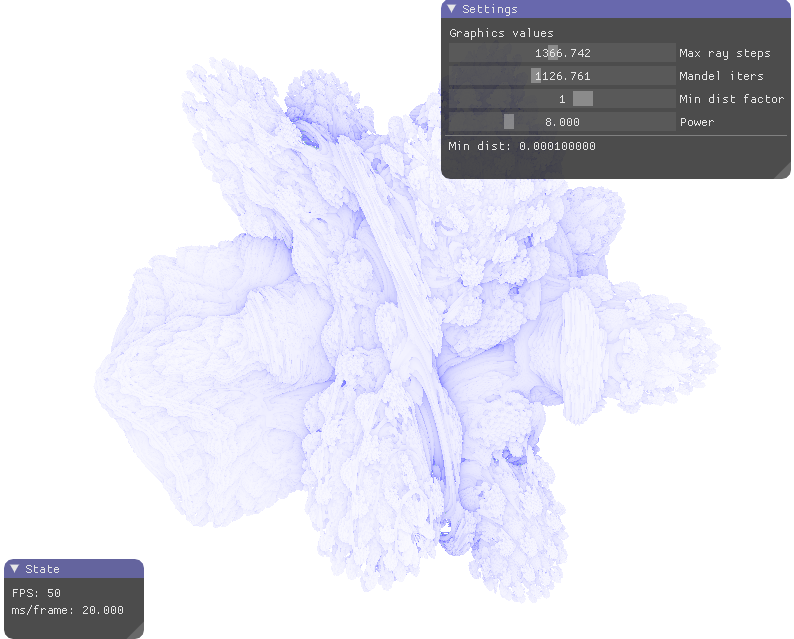 Settings
Graphics values
1366.742 Max ray steps
1126.761 Mandel iters
1 Min dist factor
8.000 Power
Min dist: 0.000100000
State
FPS: 50
ms/frame: 20.000